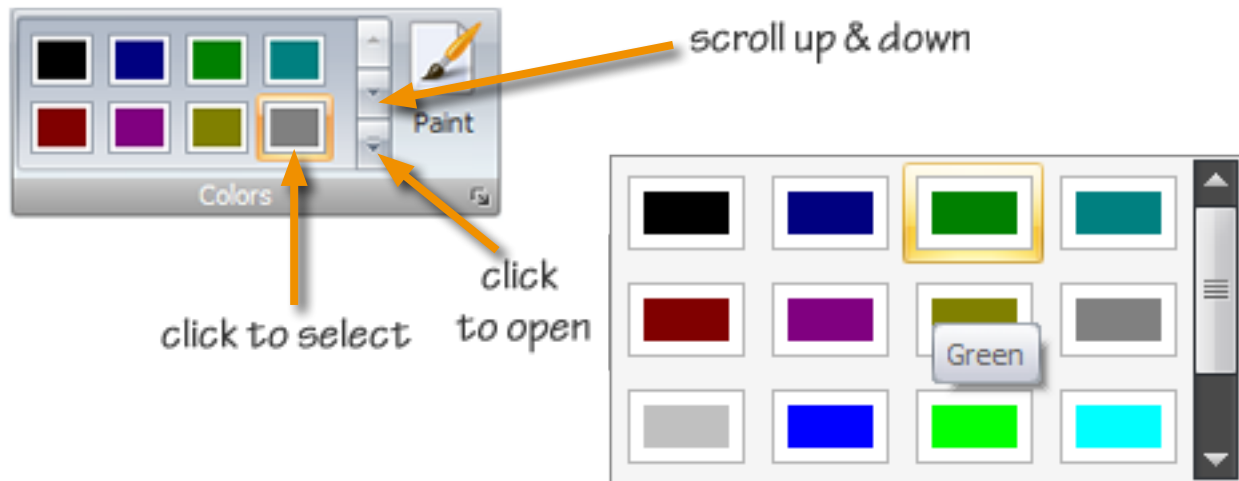 scroll up & down
Paint
Colors
click
to open
click to select
Green